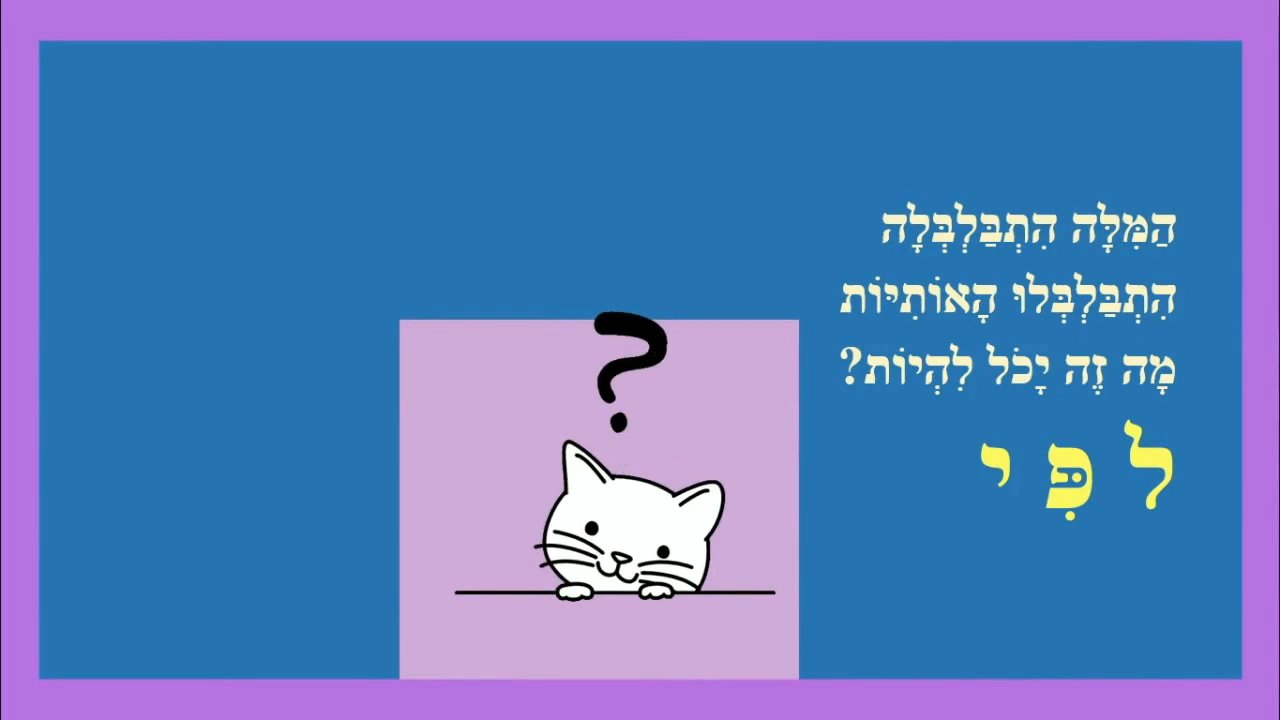 הַמִּלָּה הִתְבַּלְבְּלָה
הִתְבַּלְבְּלוּ הָאוֹתִיּוֹת
מָה זֶה יָכֹל לִהְיוֹת?
ל פִּ י
?